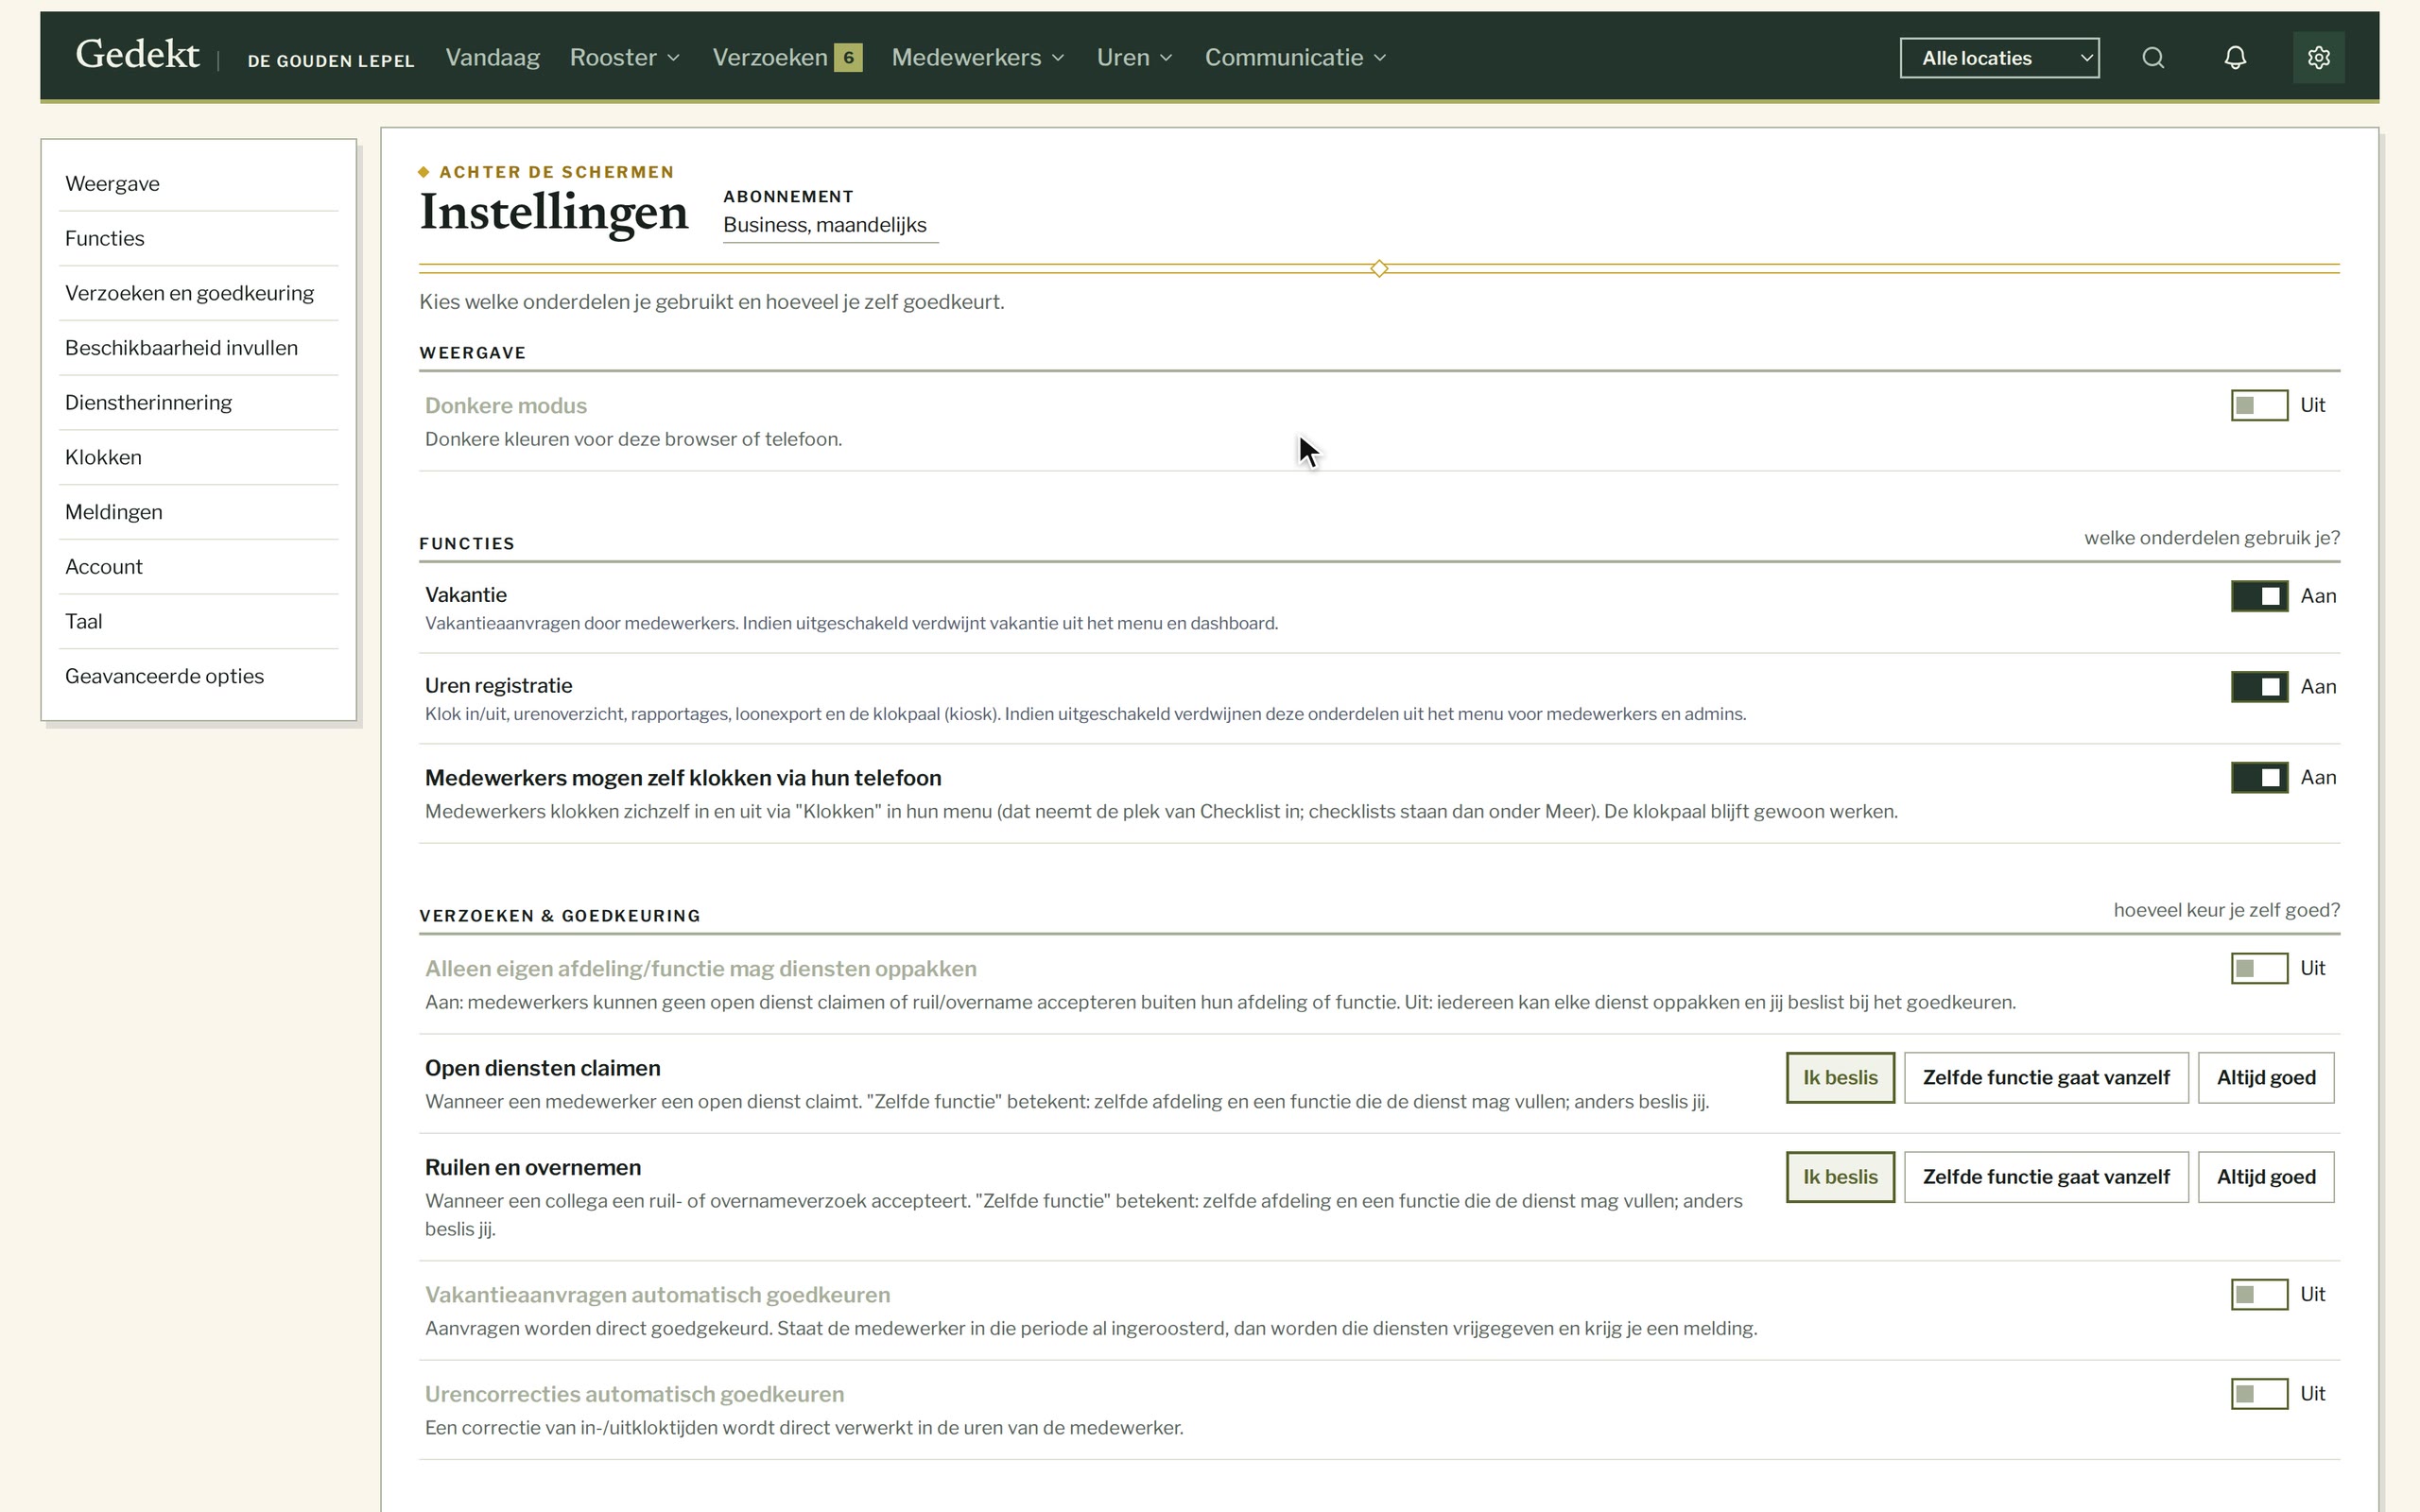 Gedekt
DE GOUDEN LEPEL
Vandaag
Rooster
Verzoeken 6
Medewerkers
Uren
Communicatie
Alle locaties
Weergave
Functies
Verzoeken en goedkeuring
Beschikbaarheid invullen
Dienstherinnering
Klokken
Meldingen
Account
Taal
Geavanceerde opties
ACHTER DE SCHERMEN
Instellingen
ABONNEMENT
Business, maandelijks
Kies welke onderdelen je gebruikt en hoeveel je zelf goedkeurt.
WEERGAVE
Donkere modus
Uit
Donkere kleuren voor deze browser of telefoon.
FUNCTIES
welke onderdelen gebruik je?
Vakantie
Aan
Vakantieaanvragen door medewerkers. Indien uitgeschakeld verdwijnt vakantie uit het menu en dashboard.
Uren registratie
Aan
Klok in/uit, urenoverzicht, rapportages, loonexport en de klokpaal (kiosk). Indien uitgeschakeld verdwijnen deze onderdelen uit het menu voor medewerkers en admins.
Medewerkers mogen zelf klokken via hun telefoon
Aan
Medewerkers klokken zichzelf in en uit via "Klokken" in hun menu (dat neemt de plek van Checklist in; checklists staan dan onder Meer). De klokpaal blijft gewoon werken.
VERZOEKEN & GOEDKEURING
hoeveel keur je zelf goed?
Alleen eigen afdeling/functie mag diensten oppakken
Uit
Aan: medewerkers kunnen geen open dienst claimen of ruil/overname accepteren buiten hun afdeling of functie. Uit: iedereen kan elke dienst oppakken en jij beslist bij het goedkeuren.
Open diensten claimen
Ik beslis
Zelfde functie gaat vanzelf
Altijd goed
Wanneer een medewerker een open dienst claimt. "Zelfde functie" betekent: zelfde afdeling en een functie die de dienst mag vullen; anders beslis jij.
Ruilen en overnemen
Ik beslis
Zelfde functie gaat vanzelf
Altijd goed
Wanneer een collega een ruil- of overnameverzoek accepteert. "Zelfde functie" betekent: zelfde afdeling en een functie die de dienst mag vullen; anders
beslis jij.
Vakantieaanvragen automatisch goedkeuren
Uit
Aanvragen worden direct goedgekeurd. Staat de medewerker in die periode al ingeroosterd, dan worden die diensten vrijgegeven en krijg je een melding.
Urencorrecties automatisch goedkeuren
Uit
Een correctie van in-/uitkloktijden wordt direct verwerkt in de uren van de medewerker.